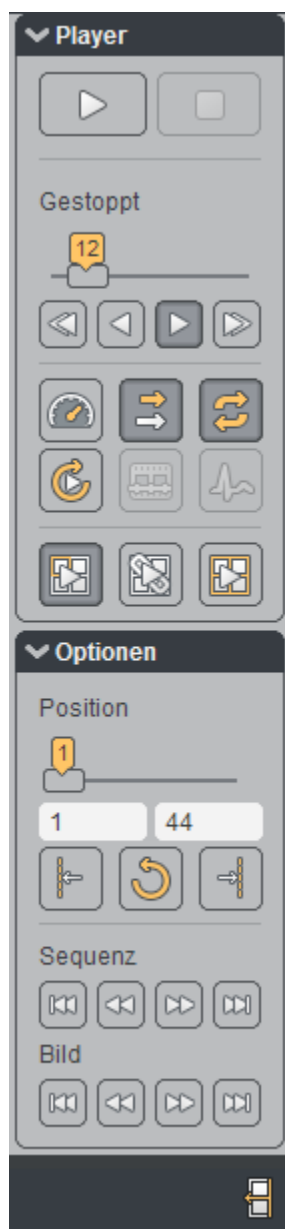 Player
Gestoppt
12
Optionen
Position
1
1 44
Sequenz
Bild